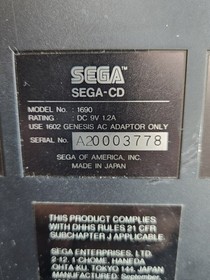 SEGA™
SEGA-CD
MODEL No. : 1690
RATING : DC 9V 1.2A
USE 1602 GENESIS AC ADAPTOR ONLY
SERIAL No. A20003778
SEGA OF AMERICA, INC.
MADE IN JAPAN
THIS PRODUCT COMPLIES
WITH DHHS RULES 21 CFR
SUBCHAPTER J APPLICABLE.
SEGA ENTERPRISES, LTD.
2-12, 1 CHOME, HANEDA
OHTA KU, TOKYO 144, JAPAN
MANUFACTURED: September,